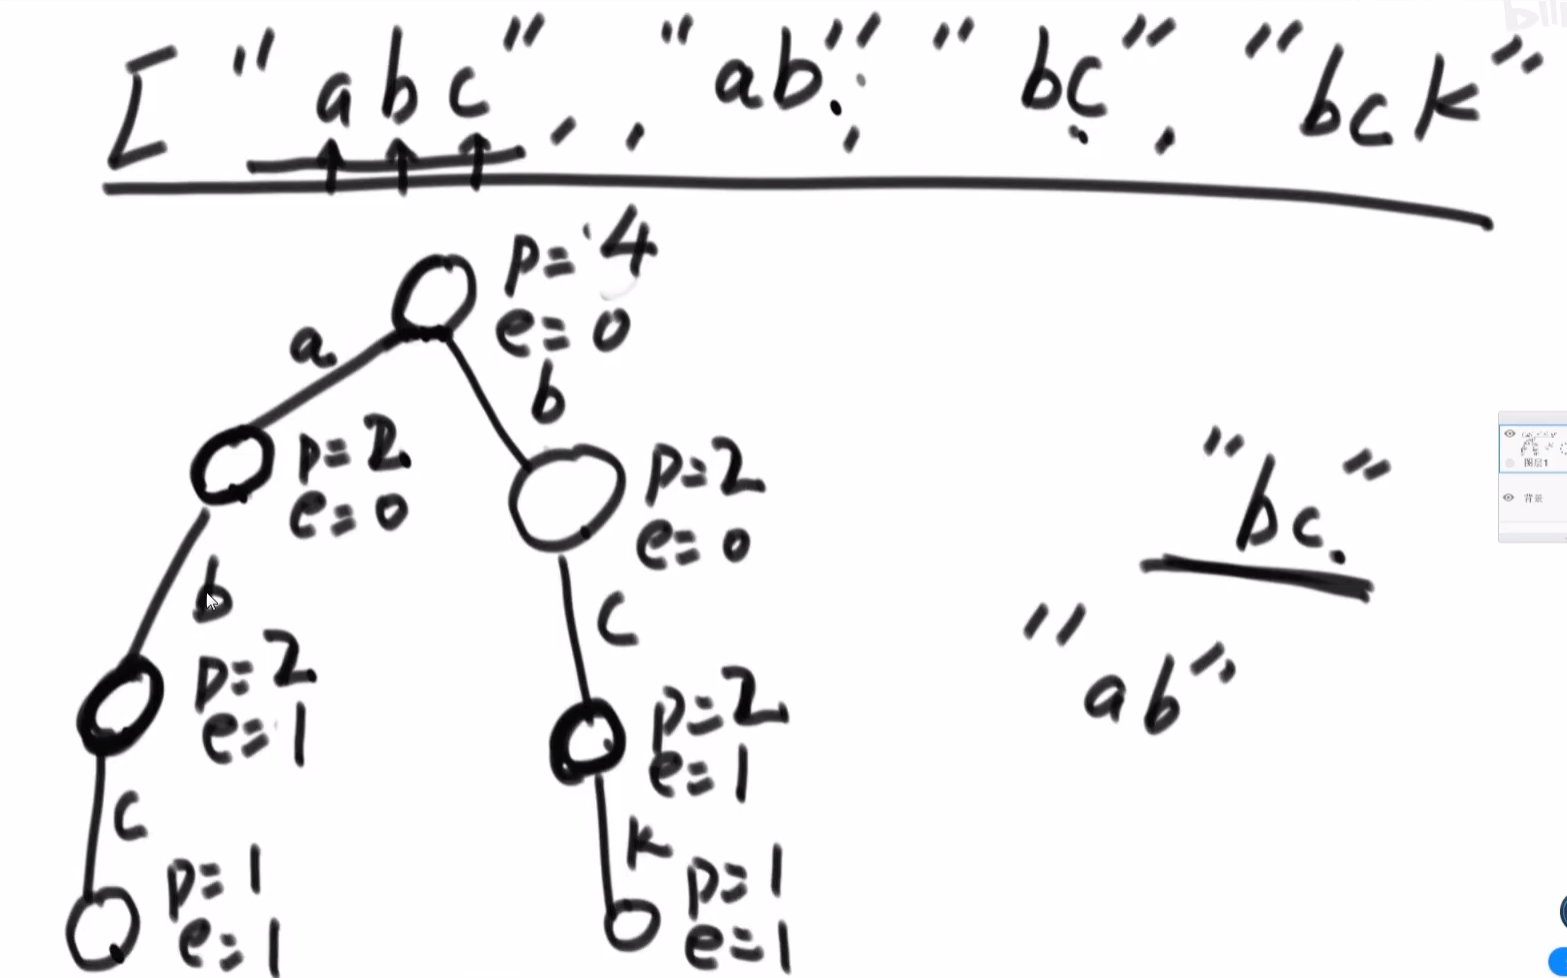 [ "abc", , "ab", "bc", "bck"
p=4
e=0
a
b
p=2
e=0
p=2
e=0
"bc"
b
c
"ab"
p=2
e=1
p=2
e=1
c
k
p=1
e=1
p=1
e=1
图层1
背景